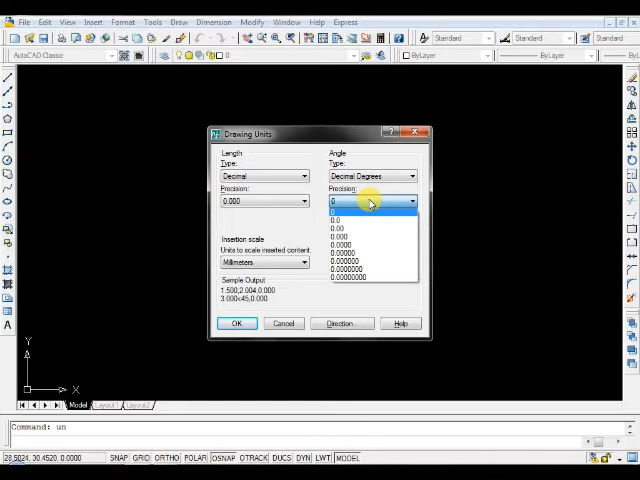 File Edit View Insert Format Tools Draw Dimension Modify Window Help Express
Standard Standard Standard
AutoCAD Classic 0 ByLayer ByLayer
Drawing Units
Length
Angle
Type:
Type:
Decimal
Decimal Degrees
Precision:
Precision:
0.000
0
0
0.0
0.00
0.000
0.0000
0.00000
0.000000
0.0000000
0.00000000
Insertion scale
Units to scale inserted content:
Millimeters
Sample Output
1.500,2.004,0.000
3.000<45,0.000
OK Cancel Direction... Help
Y
X
Model Layout1 Layout2
Command: un
28.5024, 30.4520, 0.0000 SNAP GRID ORTHO POLAR OSNAP OTRACK DUCS DYN LWT MODEL